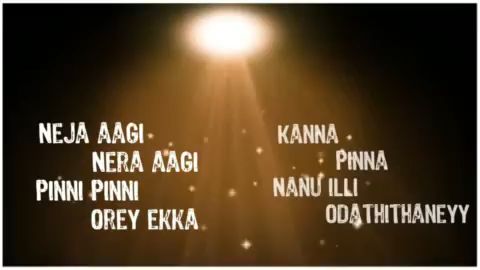 NEJA AAGI
NERA AAGI
PINNI PINNI
OREY EKKA
KANNA
PINNA
NANU ILLI
ODATHITHANEYY